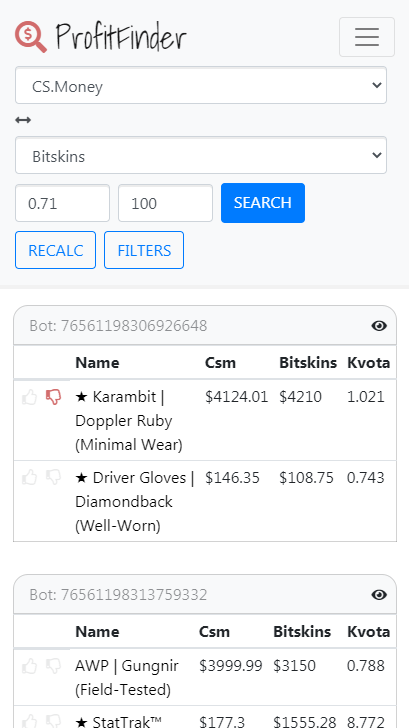 ProfitFinder
CS.Money
Bitskins
0.71 100 SEARCH
RECALC FILTERS
Bot: 76561198306926648
Name Csm Bitskins Kvota
★ Karambit | $4124.01 $4210 1.021
Doppler Ruby
(Minimal Wear)
★ Driver Gloves | $146.35 $108.75 0.743
Diamondback
(Well-Worn)
Bot: 76561198313759332
Name Csm Bitskins Kvota
AWP | Gungnir $3999.99 $3150 0.788
(Field-Tested)
★ StatTrak™ $177.3 $1555.28 8.772